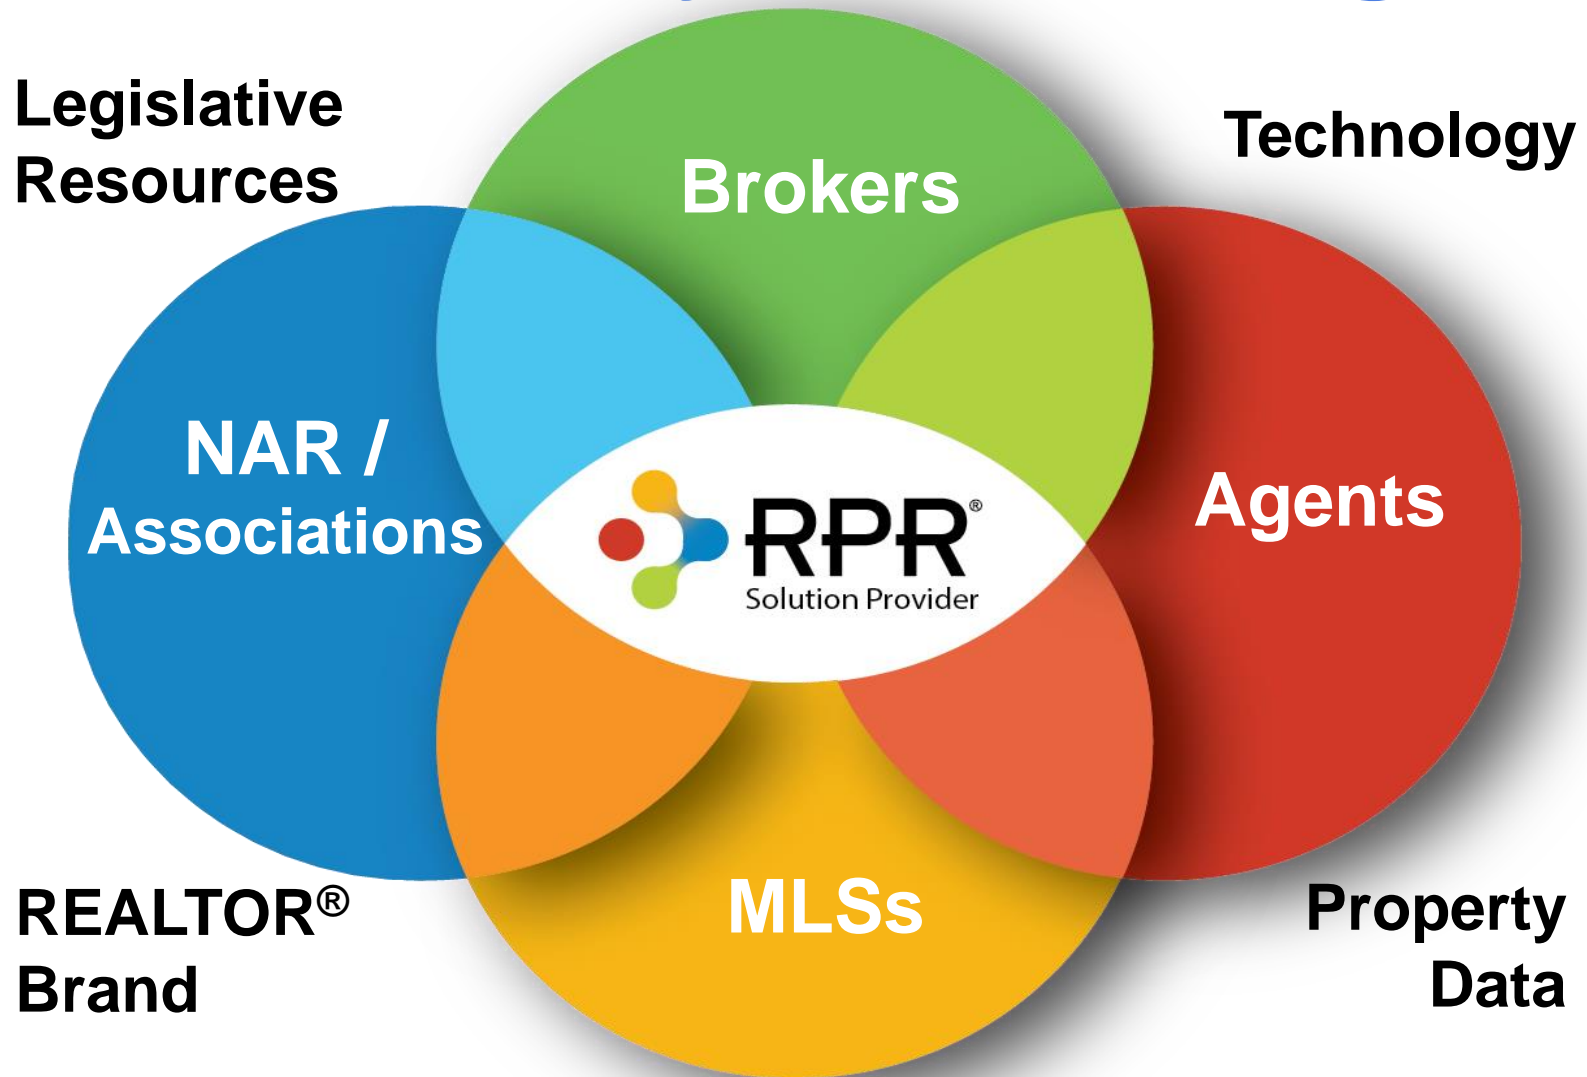 Legislative
Resources
Technology
Brokers
NAR /
Associations
Agents
RPR®
Solution Provider
MLSs
REALTOR®
Brand
Property
Data